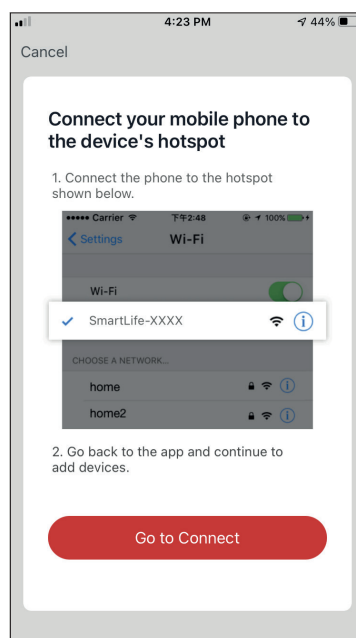 4:23 PM 44%
Cancel
Connect your mobile phone to
the device's hotspot
1. Connect the phone to the hotspot
shown below.
Carrier 下午2:48 100%
Settings Wi-Fi
Wi-Fi
SmartLife-XXXX
CHOOSE A NETWORK...
home
home2
2. Go back to the app and continue to
add devices.
Go to Connect